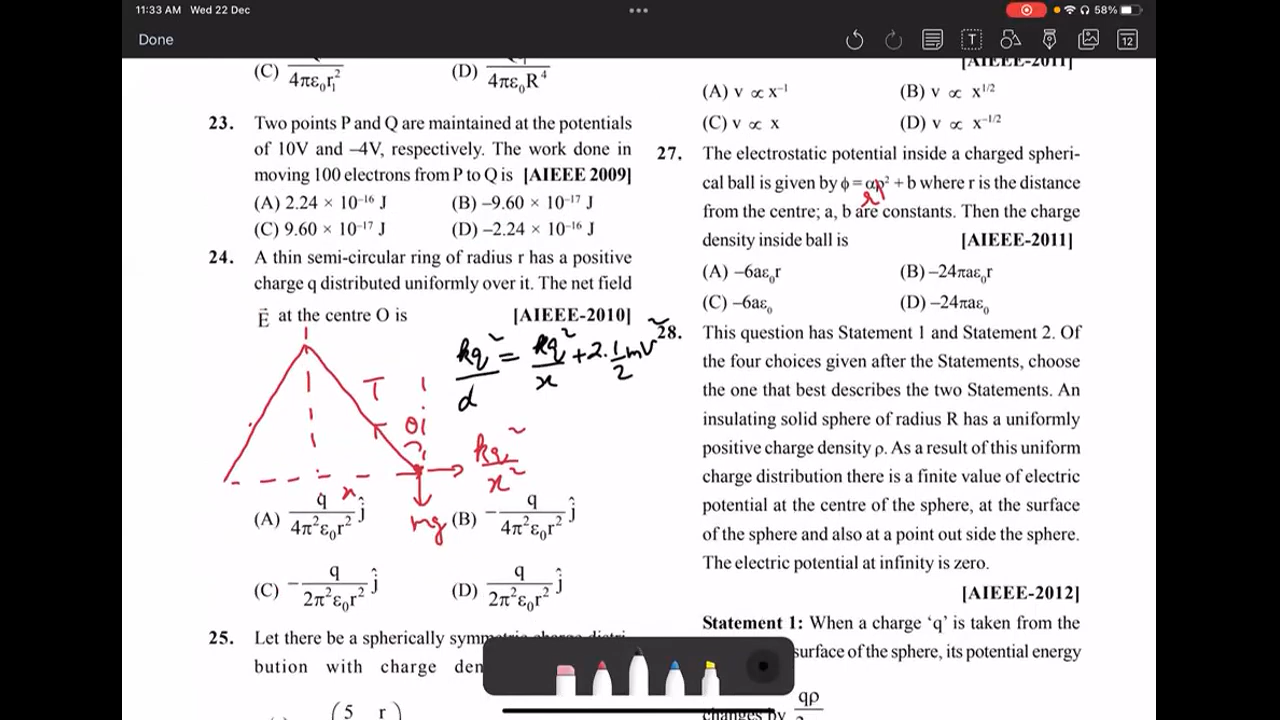 11:33 AM Wed 22 Dec
58%
Done
T
12
(C) 4πε₀r₁²
(D) 4πε₀R⁴
23. Two points P and Q are maintained at the potentials
of 10V and –4V, respectively. The work done in
moving 100 electrons from P to Q is [AIEEE 2009]
(A) 2.24 × 10⁻¹⁶ J (B) –9.60 × 10⁻¹⁷ J
(C) 9.60 × 10⁻¹⁷ J (D) –2.24 × 10⁻¹⁶ J
24. A thin semi-circular ring of radius r has a positive
charge q distributed uniformly over it. The net field
E⃗ at the centre O is [AIEEE-2010]
kq²/d = kq²/x + 2·1/2 mv²
T
θ
kq²/x²
x
mg
(A) q/4π²ε₀r² ĵ (B) – q/4π²ε₀r² ĵ
(C) – q/2π²ε₀r² ĵ (D) q/2π²ε₀r² ĵ
25. Let there be a spherically
bution with charge den
(5 r)
[AIEEE-2011]
(A) v ∝ x⁻¹ (B) v ∝ x¹ᐟ²
(C) v ∝ x (D) v ∝ x⁻¹ᐟ²
27. The electrostatic potential inside a charged spheri-
cal ball is given by ϕ = αr² + b where r is the distance
from the centre; a, b are constants. Then the charge
density inside ball is [AIEEE-2011]
(A) –6aε₀r (B) –24πaε₀r
(C) –6aε₀ (D) –24πaε₀
28. This question has Statement 1 and Statement 2. Of
the four choices given after the Statements, choose
the one that best describes the two Statements. An
insulating solid sphere of radius R has a uniformly
positive charge density ρ. As a result of this uniform
charge distribution there is a finite value of electric
potential at the centre of the sphere, at the surface
of the sphere and also at a point out side the sphere.
The electric potential at infinity is zero.
[AIEEE-2012]
Statement 1: When a charge ‘q’ is taken from the
surface of the sphere, its potential energy
changes by qρ